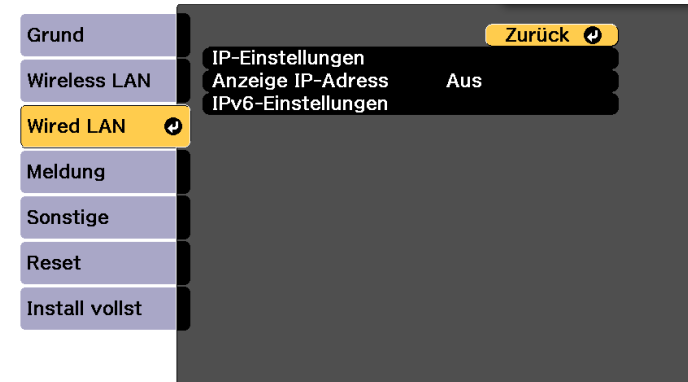 Grund
Wireless LAN
Wired LAN
Meldung
Sonstige
Reset
Install vollst
Zurück
IP-Einstellungen
Anzeige IP-Adress Aus
IPv6-Einstellungen